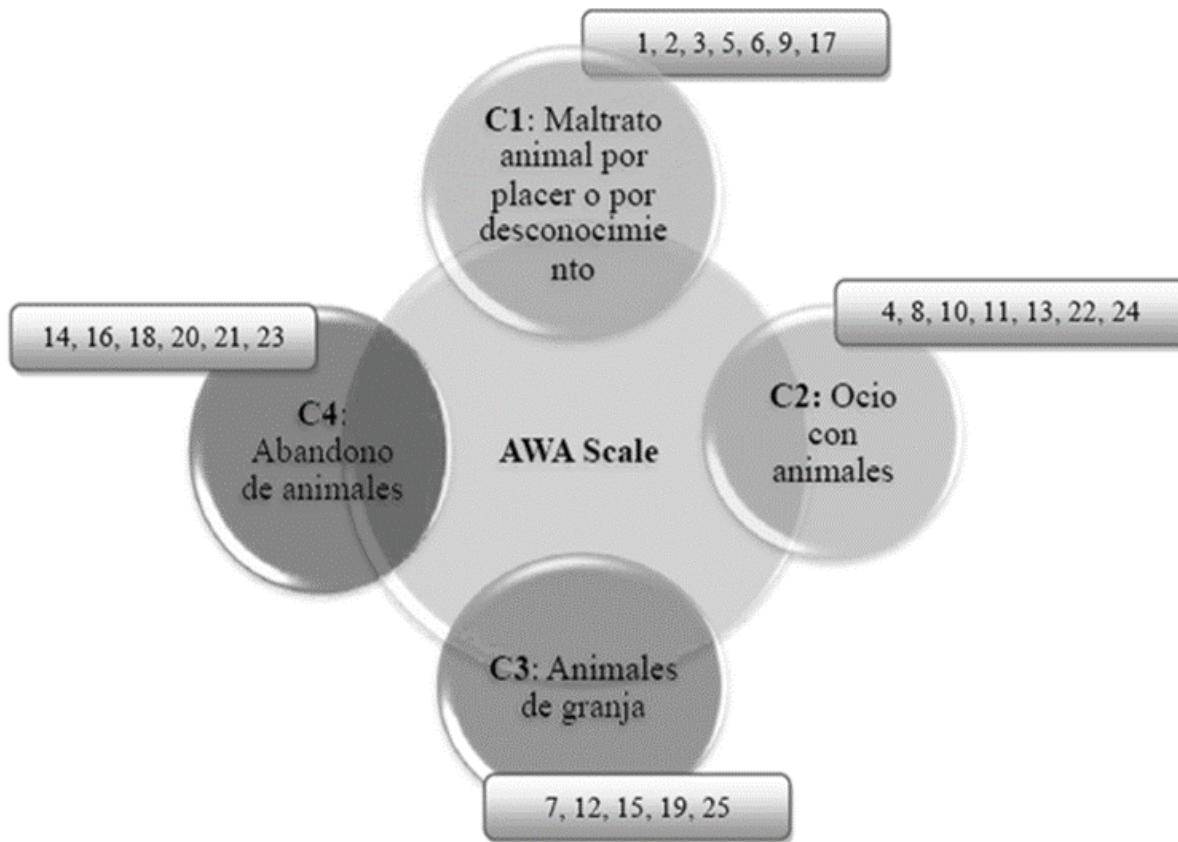 1, 2, 3, 5, 6, 9, 17
C1: Maltrato
animal por
placer o por
desconocimie
nto
4, 8, 10, 11, 13, 22, 24
14, 16, 18, 20, 21, 23
C2: Ocio
con
animales
C4:
Abandono
de animales
AWA Scale
C3: Animales
de granja
7, 12, 15, 19, 25